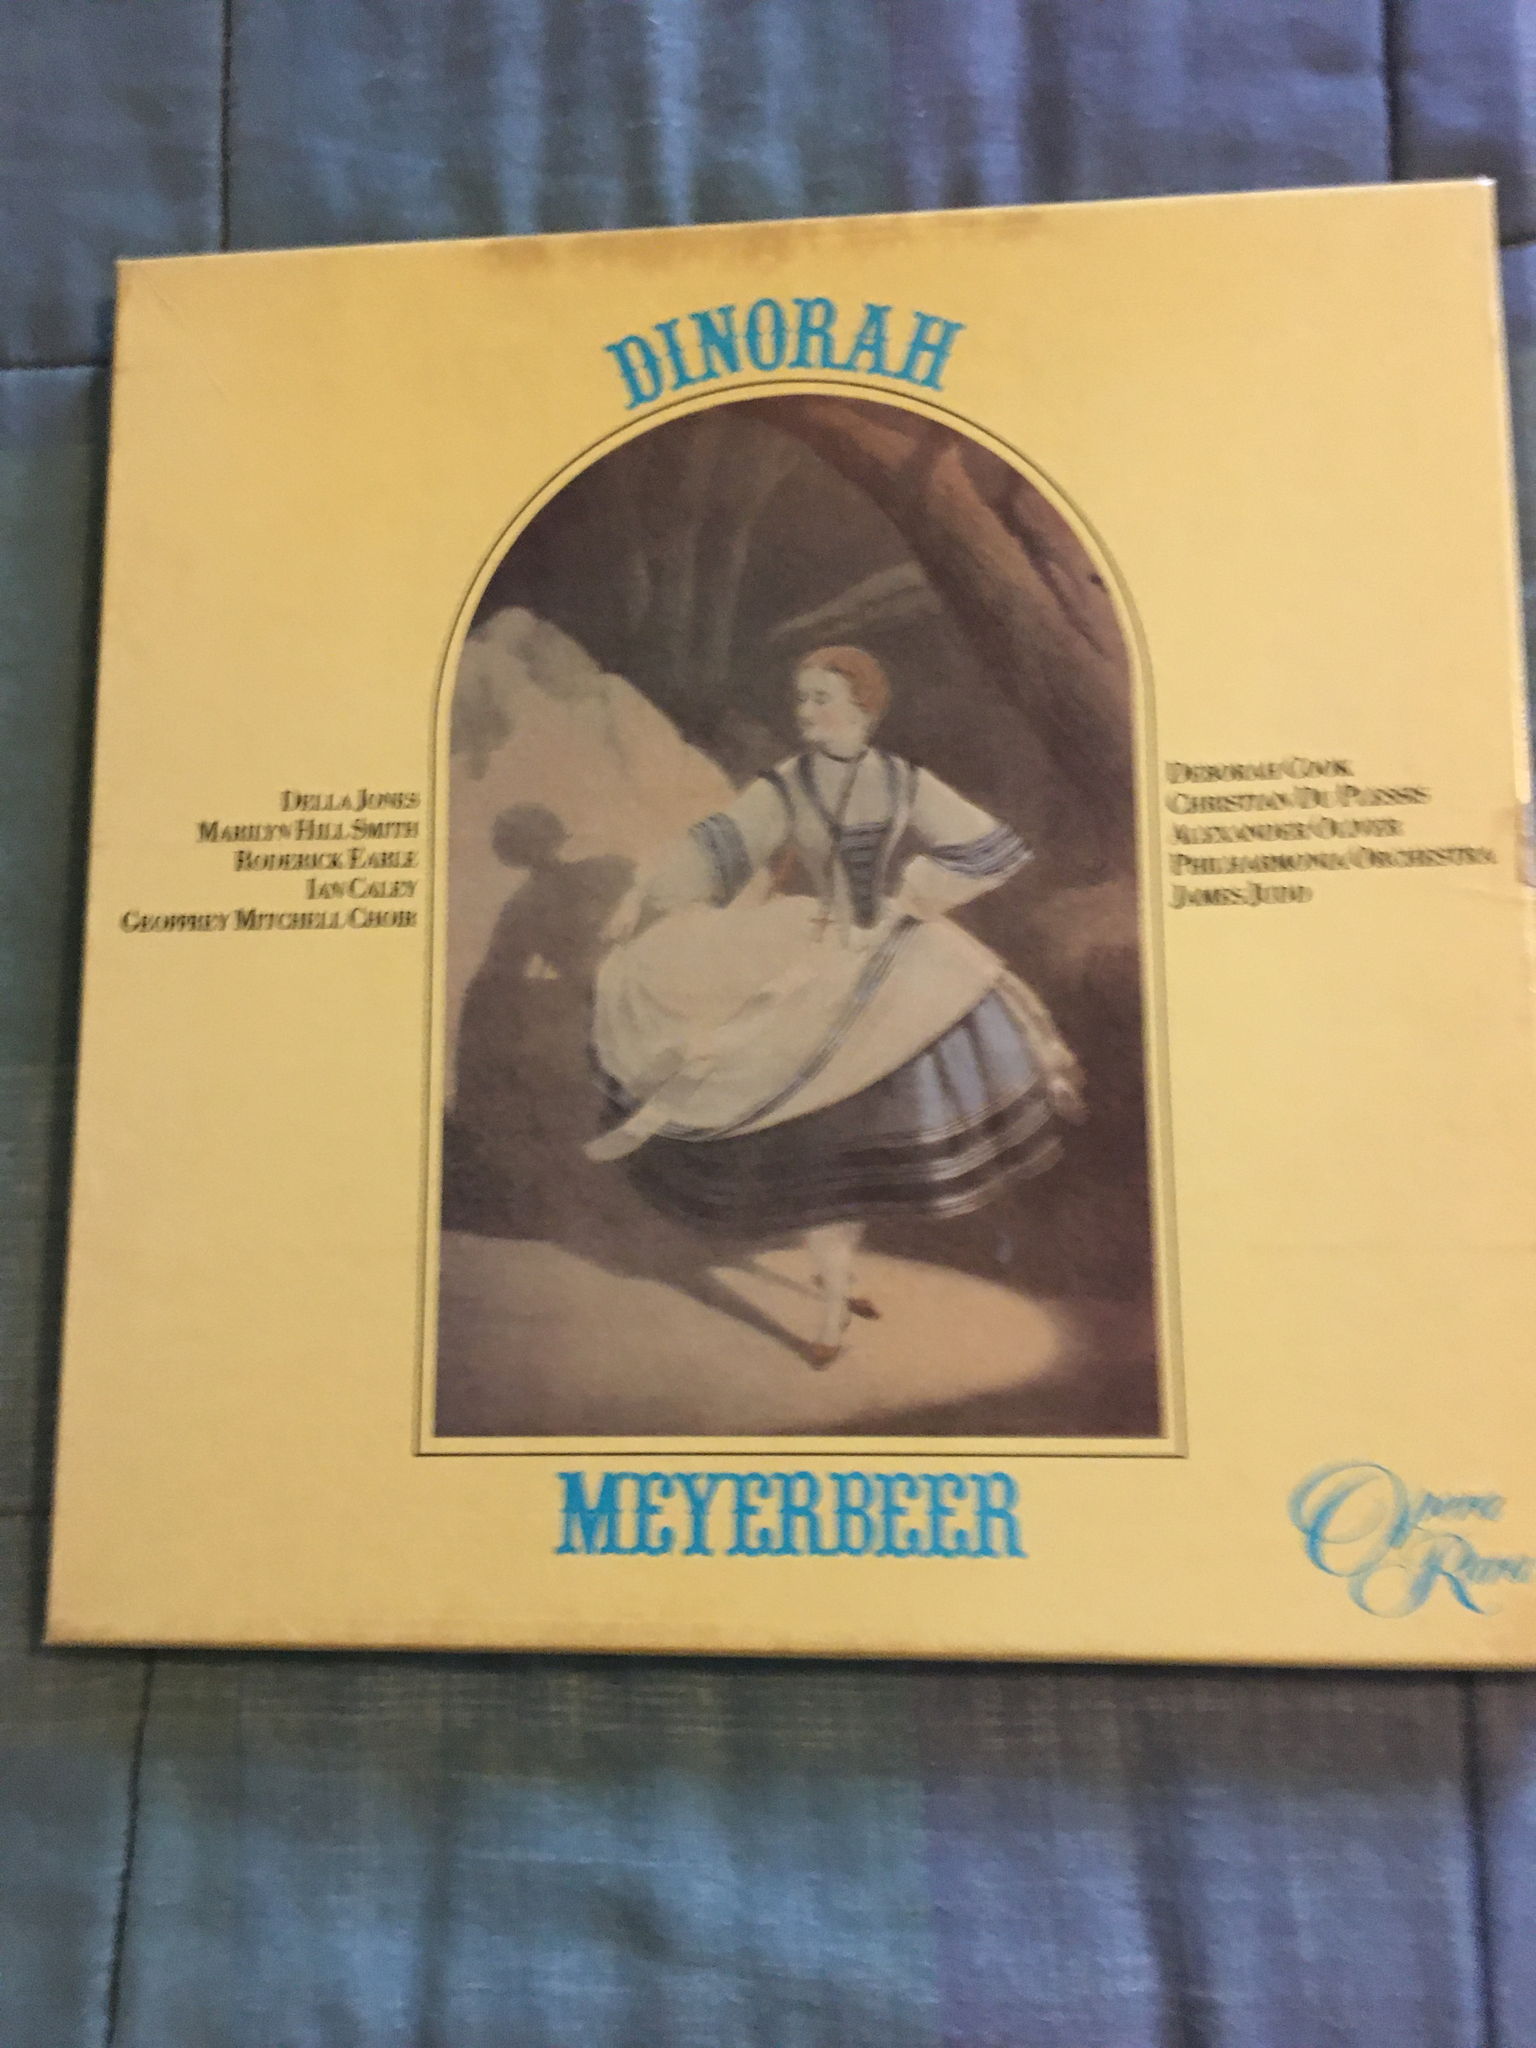 DINORAH
DELLA JONES
MARILYN HILL SMITH
RODERICK EARLE
IAN CALEY
GEOFFREY MITCHELL CHOIR
DEBORAH COOK
CHRISTIAN DU PLESSIS
ALEXANDER OLIVER
PHILHARMONIA ORCHESTRA
JAMES JUDD
MEYERBEER
Opera
Rara